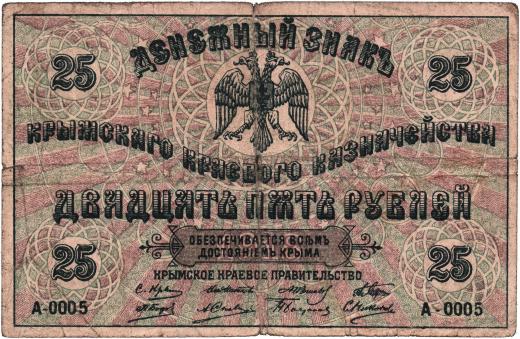 ДЕНЕЖНЫЙ ЗНАКЪ
25 25
КРЫМСКАГО КРАЕВОГО КАЗНАЧЕЙСТВА
ДВАДЦАТЬ ПЯТЬ РУБЛЕЙ
25 25
ОБЕЗПЕЧИВАЕТСЯ ВСѢМЪ
ДОСТОЯНІЕМЪ КРЫМА
КРЫМСКОЕ КРАЕВОЕ ПРАВИТЕЛЬСТВО
А-0005 А-0005